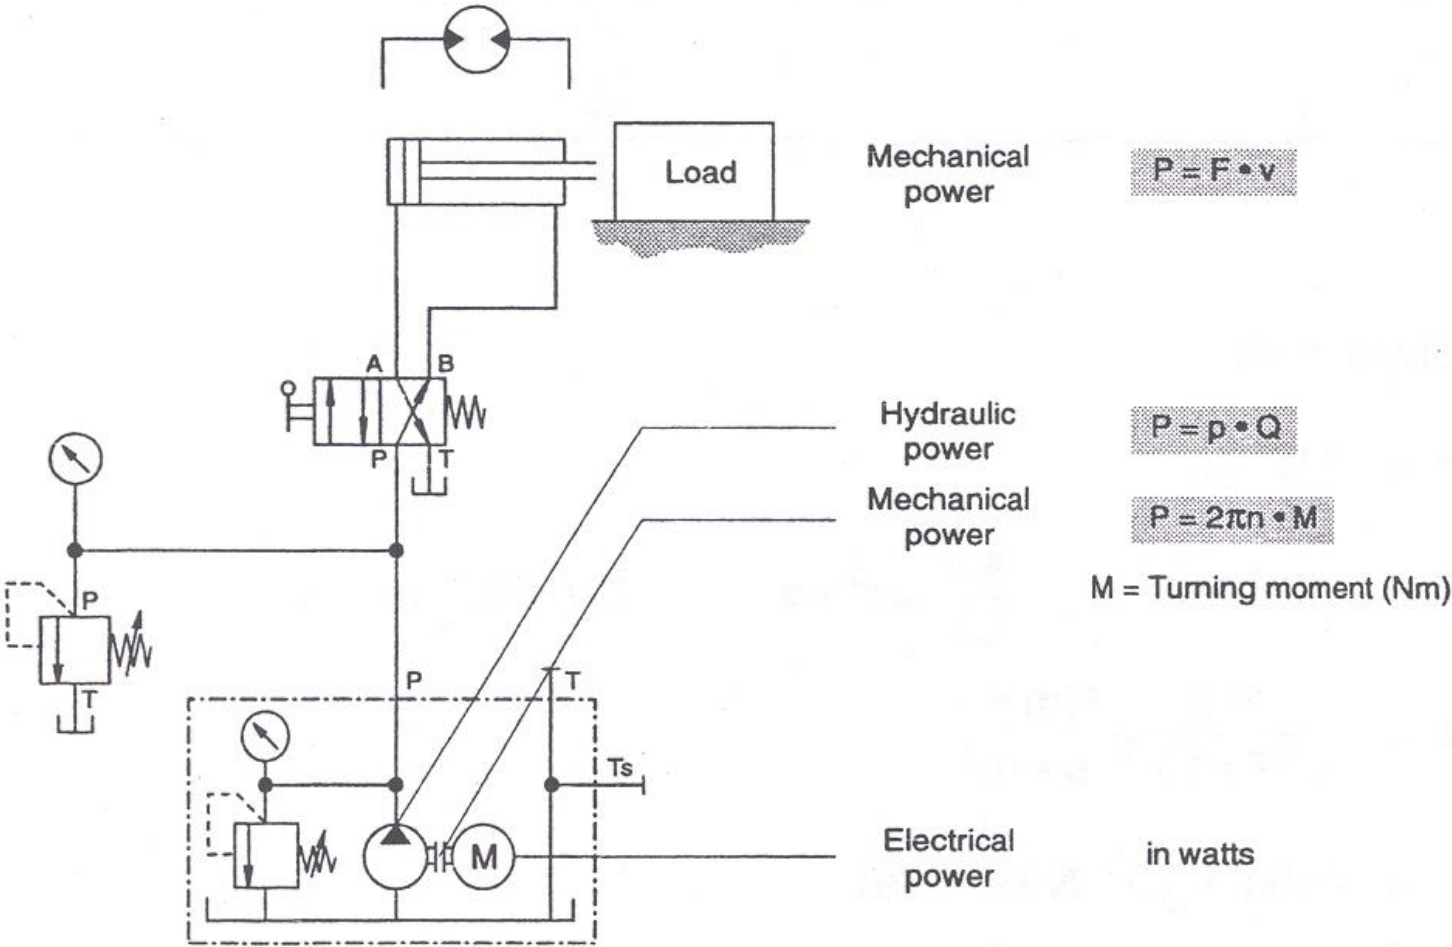 Load
Mechanical
power
P = F • v
A B
P T
Hydraulic
power
P = p • Q
Mechanical
power
P = 2πn • M
M = Turning moment (Nm)
P
T
P
T
Ts
M
Electrical
power
in watts